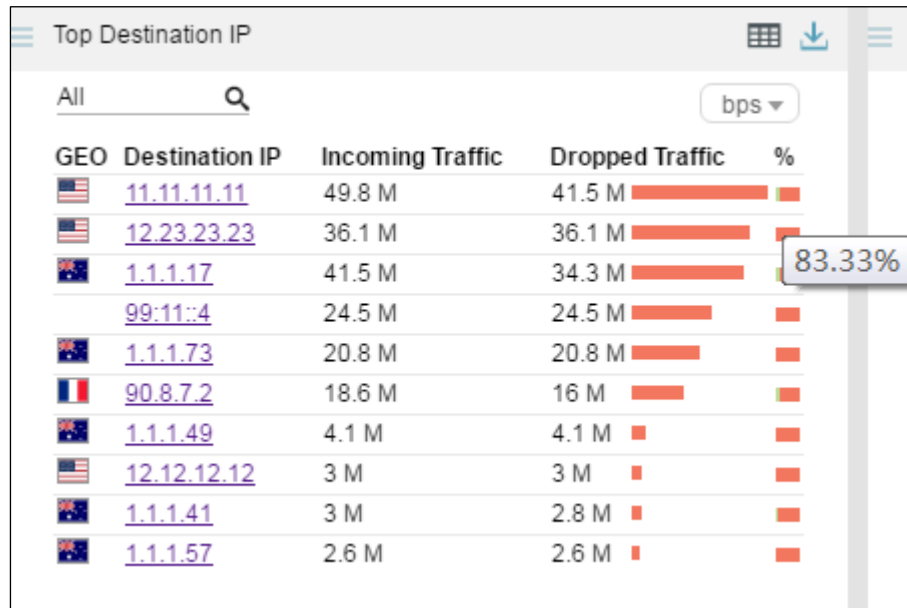 Top Destination IP
All
bps
GEO Destination IP Incoming Traffic Dropped Traffic %
11.11.11.11 49.8 M 41.5 M
12.23.23.23 36.1 M 36.1 M
83.33%
1.1.1.17 41.5 M 34.3 M
99:11::4 24.5 M 24.5 M
1.1.1.73 20.8 M 20.8 M
90.8.7.2 18.6 M 16 M
1.1.1.49 4.1 M 4.1 M
12.12.12.12 3 M 3 M
1.1.1.41 3 M 2.8 M
1.1.1.57 2.6 M 2.6 M